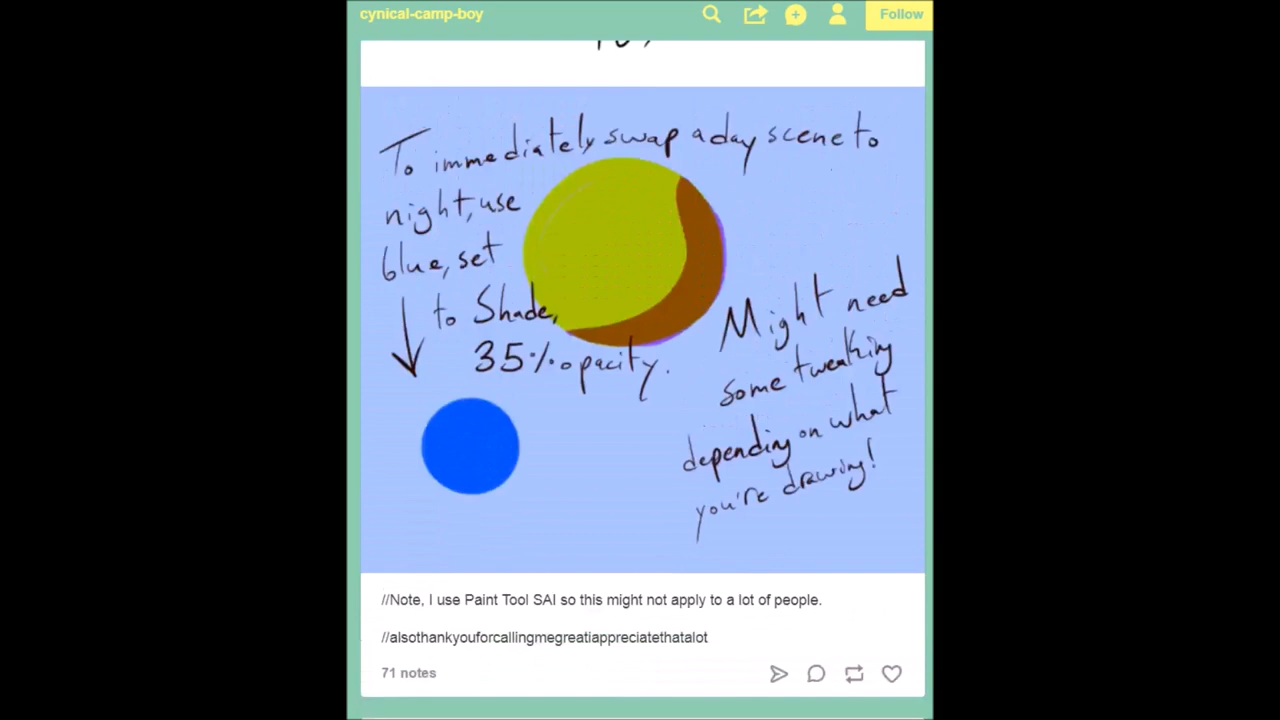 cynical-camp-boy
Follow
To immediately swap a day scene to
night, use
blue, set
to Shade,
35% opacity.
Might need
some tweaking
depending on what
you're drawing!
//Note, I use Paint Tool SAI so this might not apply to a lot of people.
//alsothankyouforcallingmegreatiappreciatethatalot
71 notes